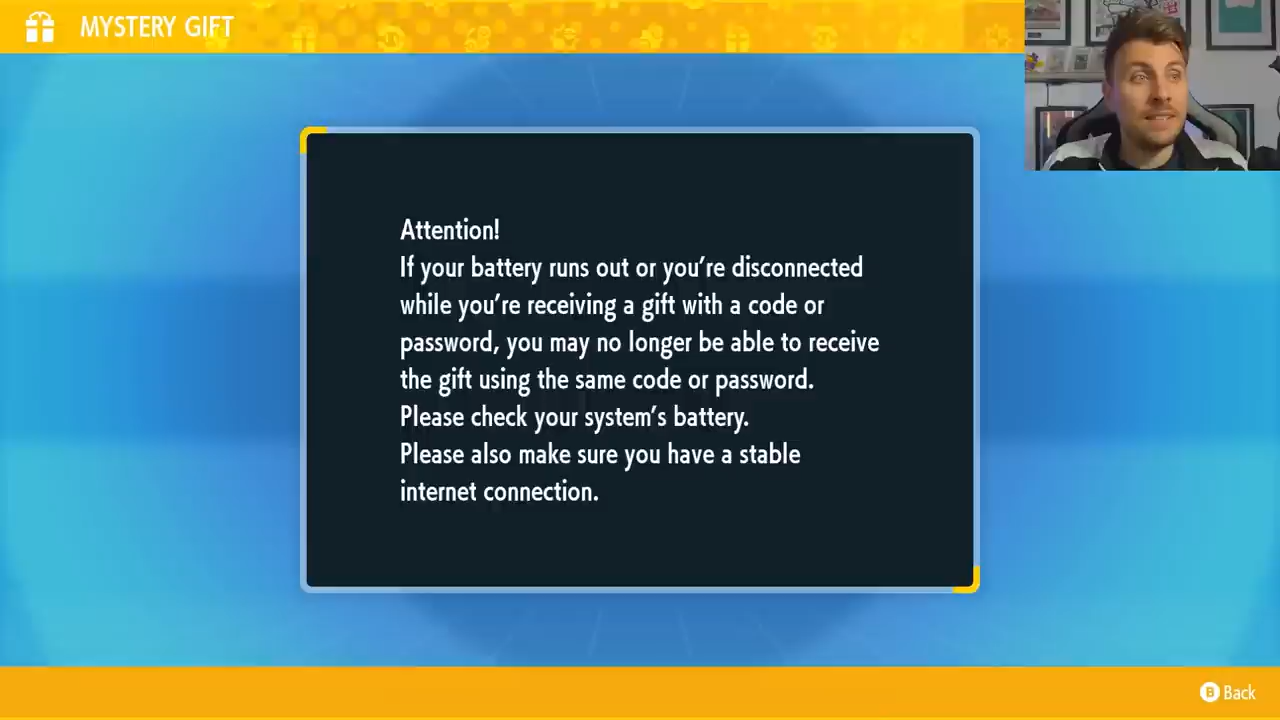 MYSTERY GIFT
Attention!
If your battery runs out or you're disconnected
while you're receiving a gift with a code or
password, you may no longer be able to receive
the gift using the same code or password.
Please check your system's battery.
Please also make sure you have a stable
internet connection.
B Back